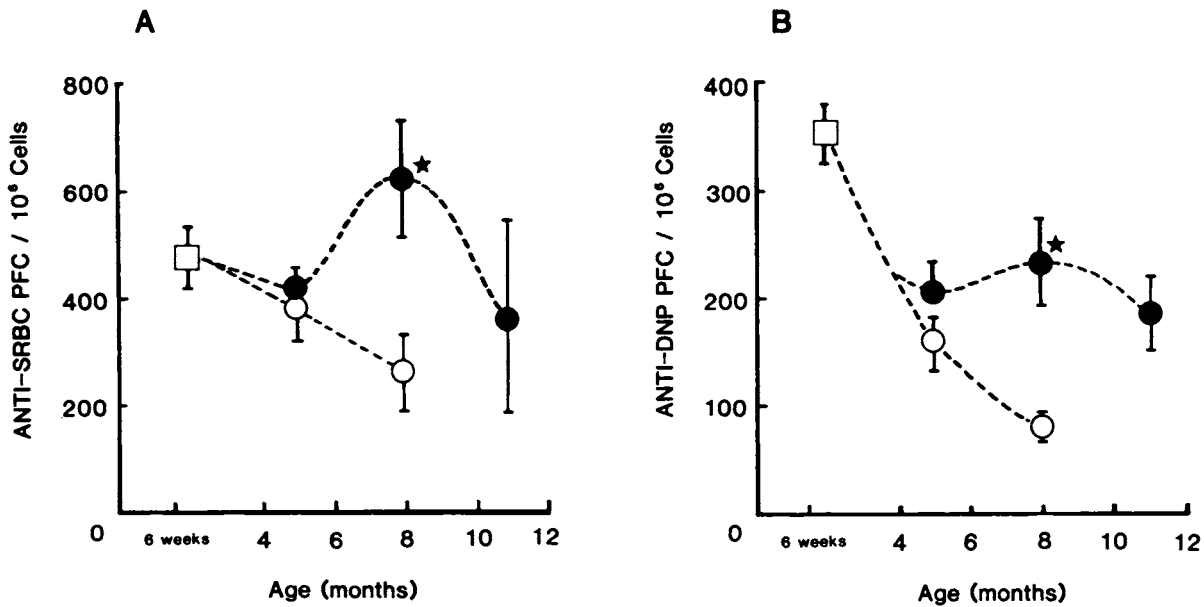 A
ANTI-SRBC PFC / 10⁶ Cells
800
600
400
200
0
6 weeks 4 6 8 10 12
Age (months)
B
ANTI-DNP PFC / 10⁶ Cells
400
300
200
100
0
6 weeks 4 6 8 10 12
Age (months)